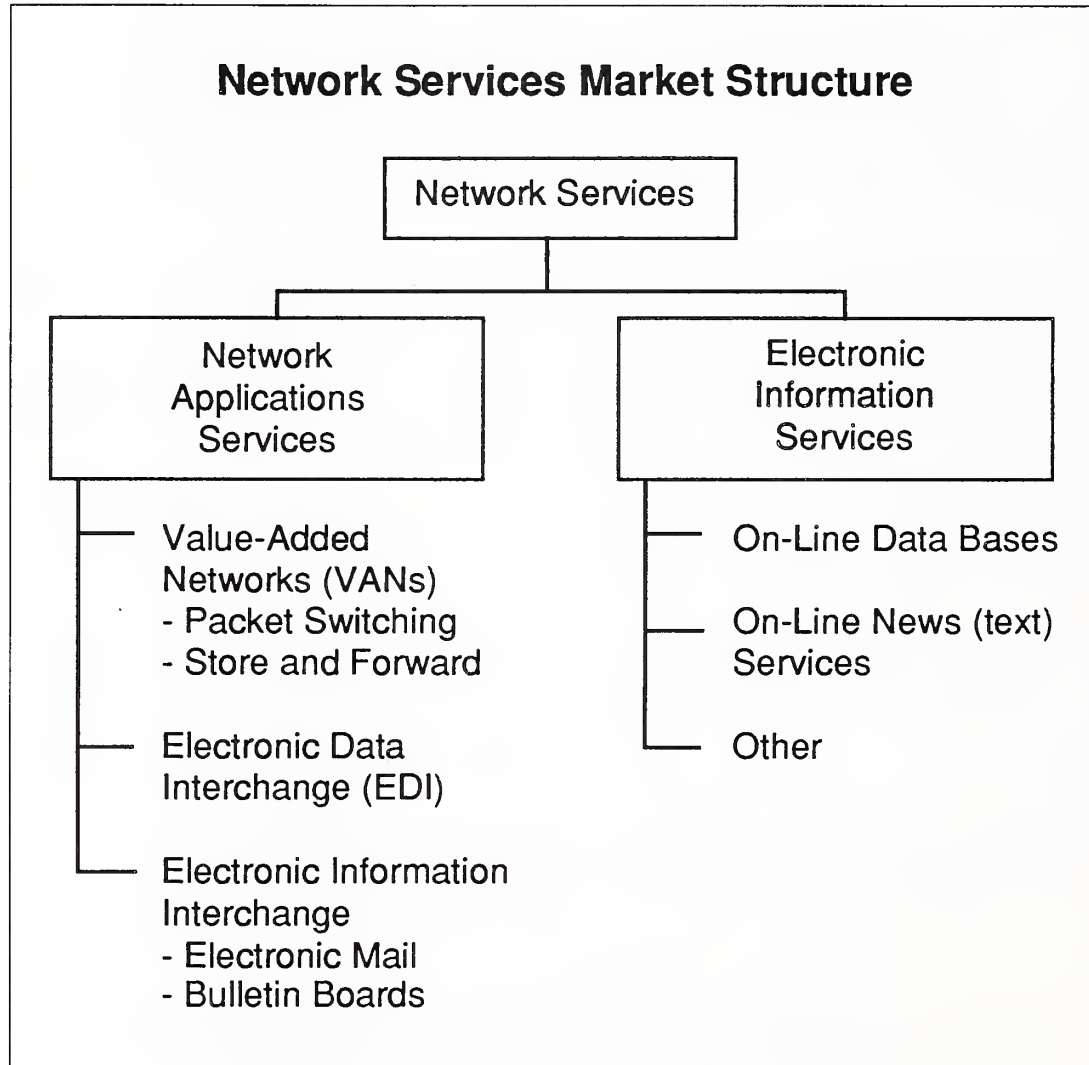 Network Services Market Structure
Network Services
Network
Applications
Services
Electronic
Information
Services
Value-Added
Networks (VANs)
- Packet Switching
- Store and Forward
Electronic Data
Interchange (EDI)
Electronic Information
Interchange
- Electronic Mail
- Bulletin Boards
On-Line Data Bases
On-Line News (text)
Services
Other